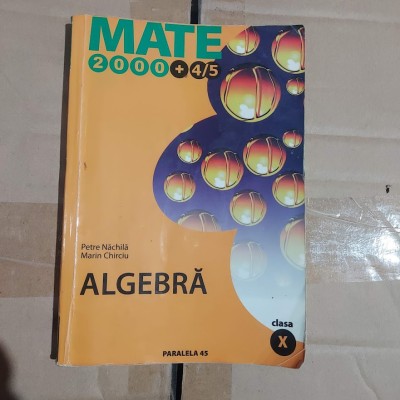 MATE
2000+4/5
Petre Năchilă
Marin Chirciu
ALGEBRĂ
clasa
X
PARALELA 45